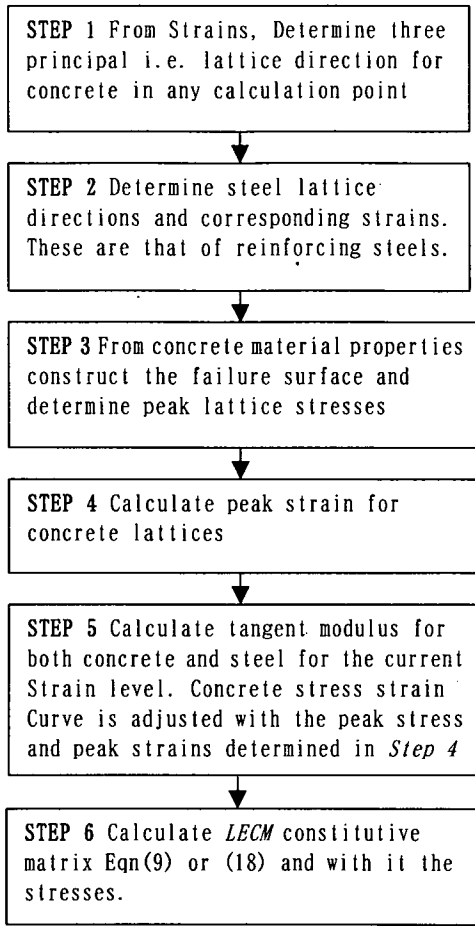 STEP 1 From Strains, Determine three
principal i.e. lattice direction for
concrete in any calculation point
STEP 2 Determine steel lattice
directions and corresponding strains.
These are that of reinforcing steels.
STEP 3 From concrete material properties
construct the failure surface and
determine peak lattice stresses
STEP 4 Calculate peak strain for
concrete lattices
STEP 5 Calculate tangent modulus for
both concrete and steel for the current
Strain level. Concrete stress strain
Curve is adjusted with the peak stress
and peak strains determined in Step 4
STEP 6 Calculate LECM constitutive
matrix Eqn(9) or (18) and with it the
stresses.